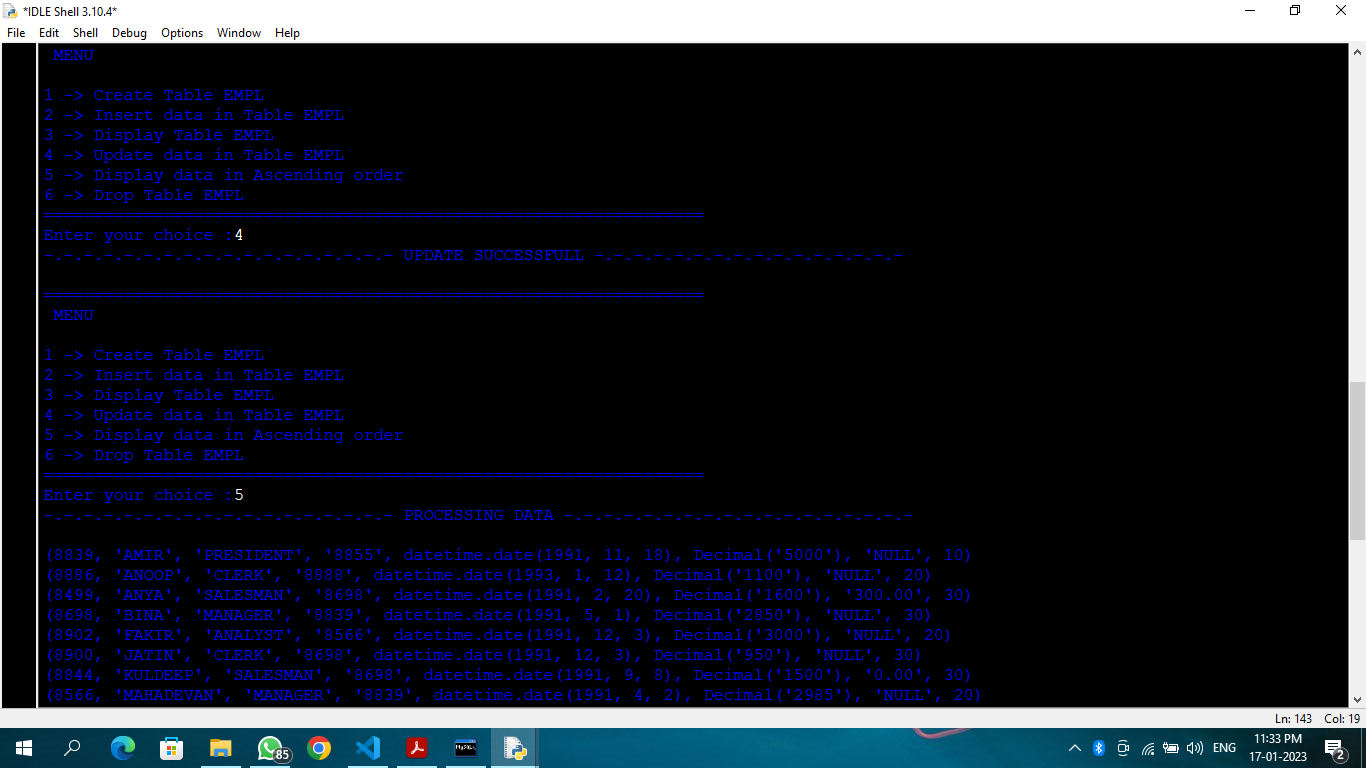 *IDLE Shell 3.10.4*
File Edit Shell Debug Options Window Help
MENU
1 -> Create Table EMPL
2 -> Insert data in Table EMPL
3 -> Display Table EMPL
4 -> Update data in Table EMPL
5 -> Display data in Ascending order
6 -> Drop Table EMPL
==================================================================
Enter your choice :4
-.-.-.-.-.-.-.-.-.-.-.-.-.-.-.-.-.- UPDATE SUCCESSFULL -.-.-.-.-.-.-.-.-.-.-.-.-.-.-.-
==================================================================
MENU
1 -> Create Table EMPL
2 -> Insert data in Table EMPL
3 -> Display Table EMPL
4 -> Update data in Table EMPL
5 -> Display data in Ascending order
6 -> Drop Table EMPL
==================================================================
Enter your choice :5
-.-.-.-.-.-.-.-.-.-.-.-.-.-.-.-.-.- PROCESSING DATA -.-.-.-.-.-.-.-.-.-.-.-.-.-.-.-.-.-
(8839, 'AMIR', 'PRESIDENT', '8855', datetime.date(1991, 11, 18), Decimal('5000'), 'NULL', 10)
(8886, 'ANOOP', 'CLERK', '8888', datetime.date(1993, 1, 12), Decimal('1100'), 'NULL', 20)
(8499, 'ANYA', 'SALESMAN', '8698', datetime.date(1991, 2, 20), Decimal('1600'), '300.00', 30)
(8698, 'BINA', 'MANAGER', '8839', datetime.date(1991, 5, 1), Decimal('2850'), 'NULL', 30)
(8902, 'FAKIR', 'ANALYST', '8566', datetime.date(1991, 12, 3), Decimal('3000'), 'NULL', 20)
(8900, 'JATIN', 'CLERK', '8698', datetime.date(1991, 12, 3), Decimal('950'), 'NULL', 30)
(8844, 'KULDEEP', 'SALESMAN', '8698', datetime.date(1991, 9, 8), Decimal('1500'), '0.00', 30)
(8566, 'MAHADEVAN', 'MANAGER', '8839', datetime.date(1991, 4, 2), Decimal('2985'), 'NULL', 20)
Ln: 143 Col: 19
85
MySQL
ENG
11:33 PM
17-01-2023
2